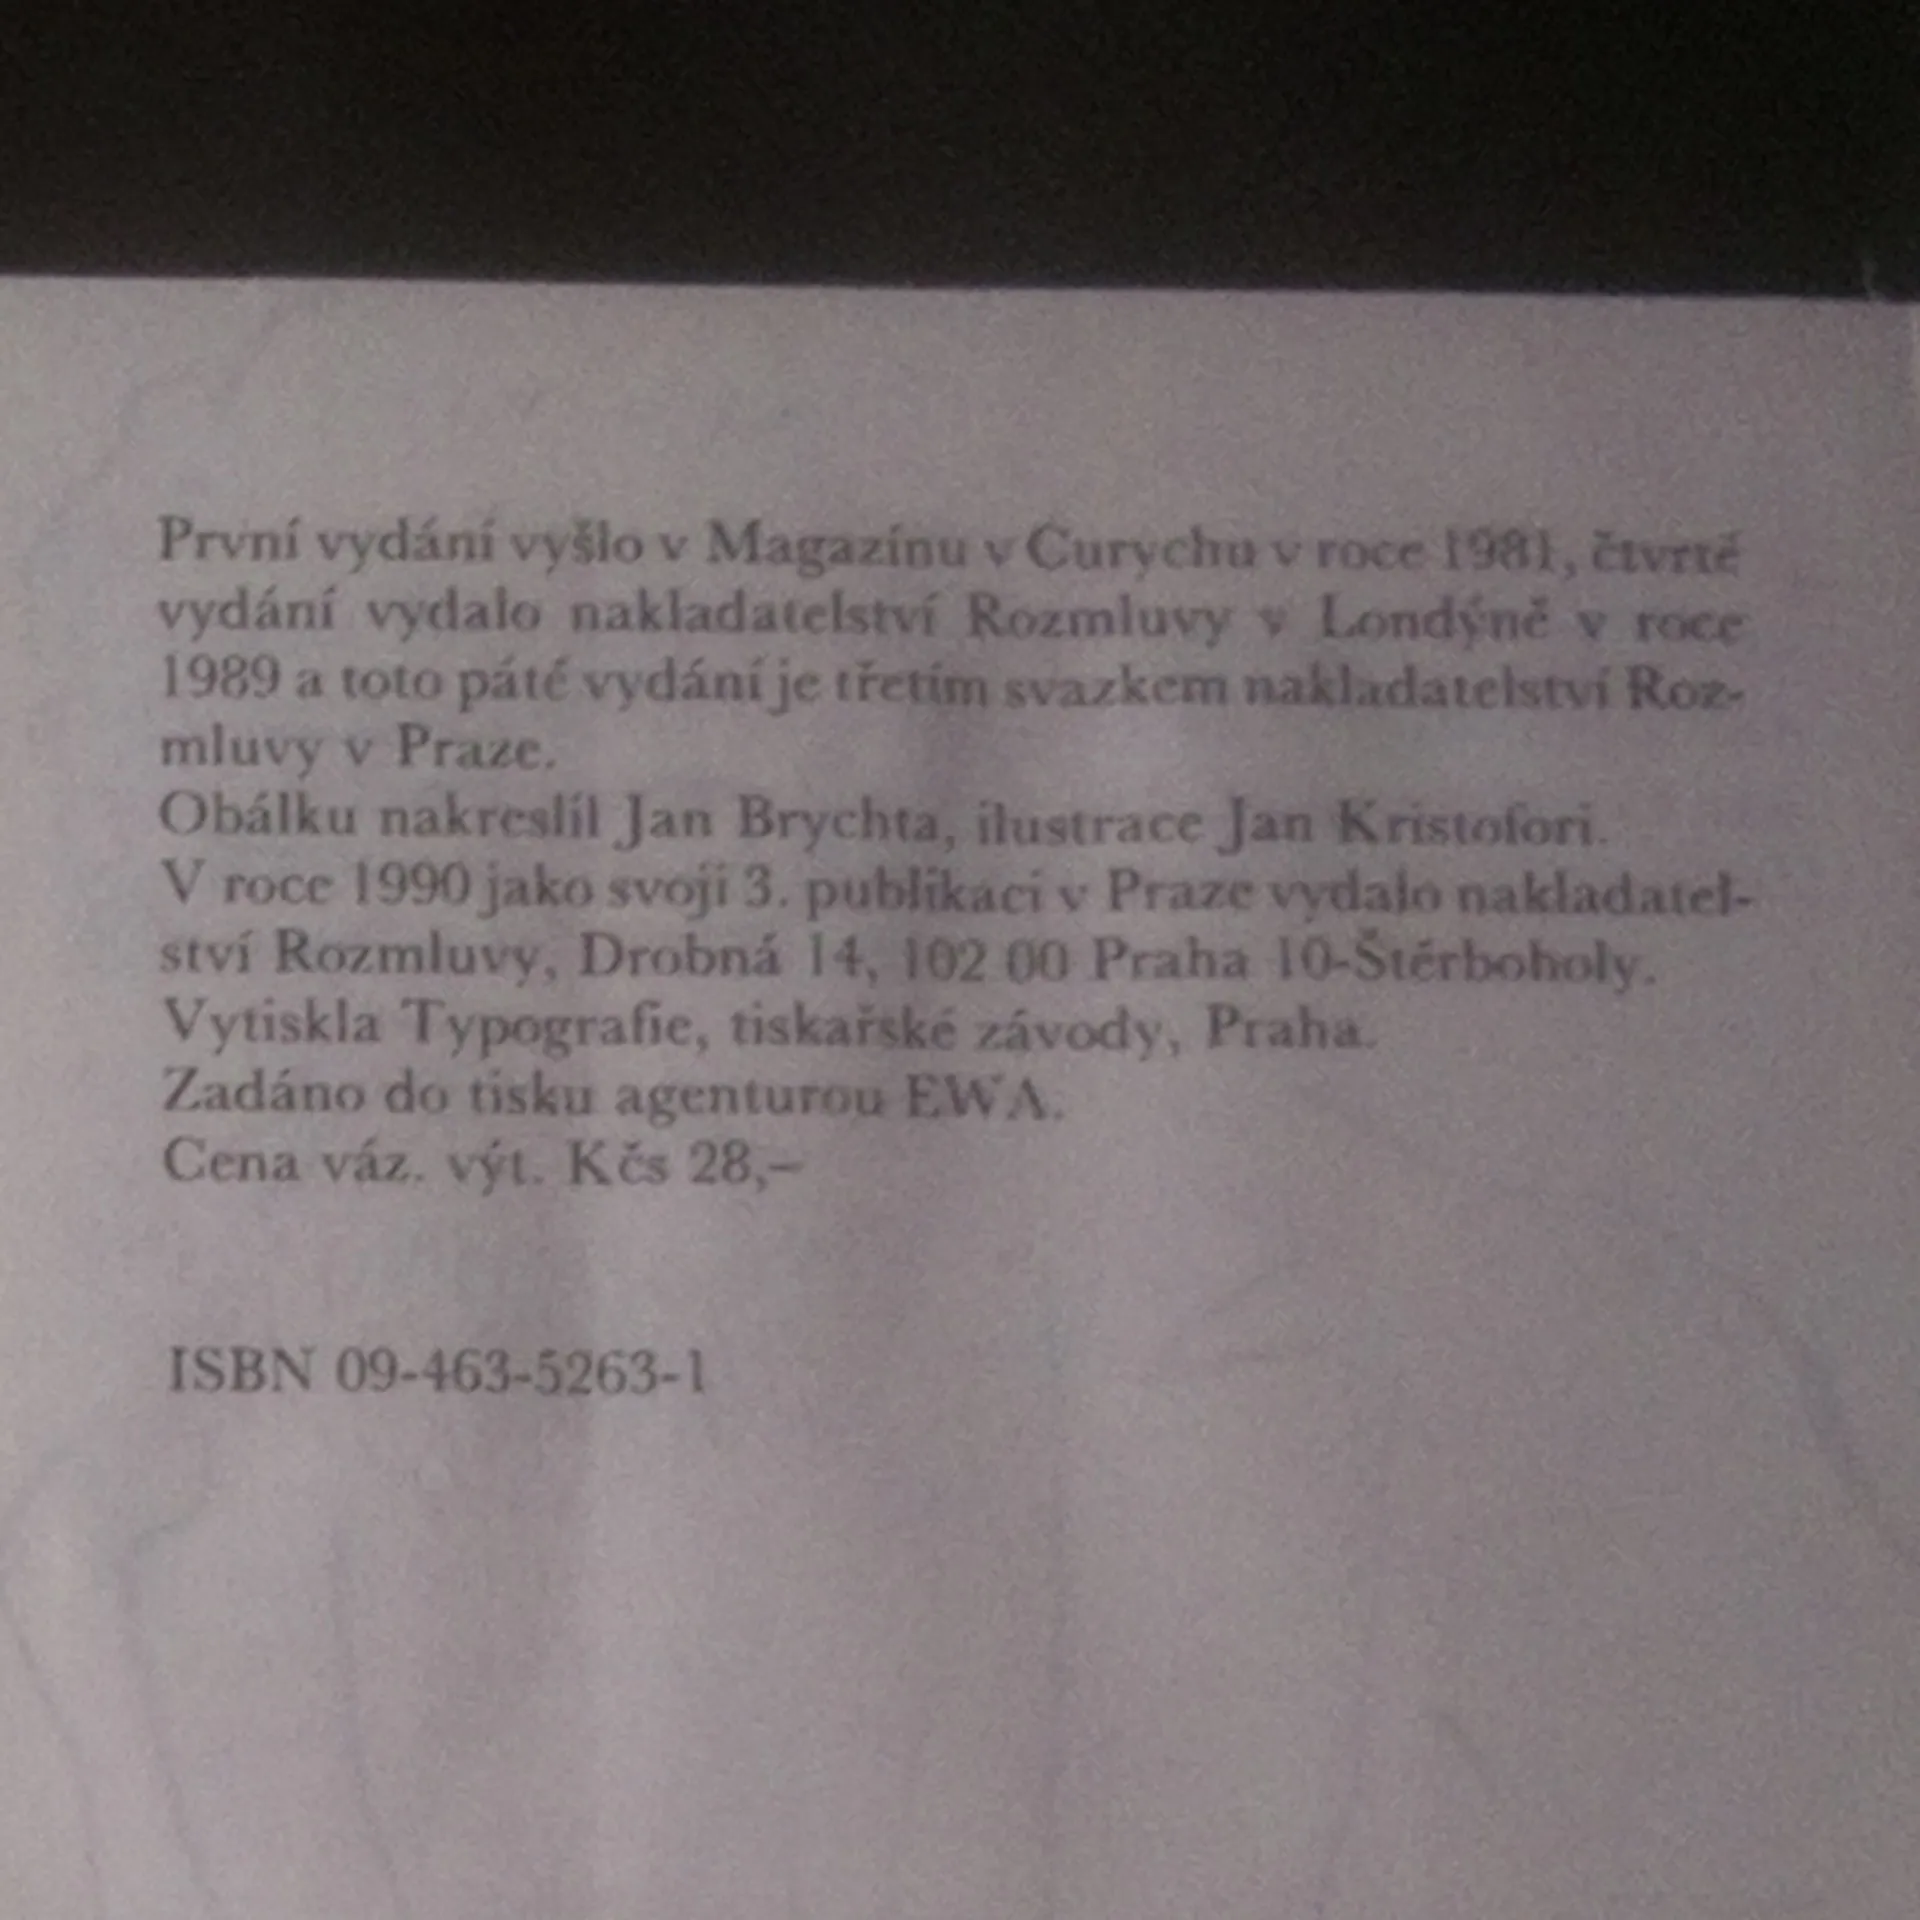 První vydání vyšlo v Magazínu v Curychu v roce 1981, čtvrté
vydání vydalo nakladatelství Rozmluvy v Londýně v roce
1989 a toto páté vydání je třetím svazkem nakladatelství Roz-
mluvy v Praze.
Obálku nakreslil Jan Brychta, ilustrace Jan Kristofori.
V roce 1990 jako svoji 3. publikaci v Praze vydalo nakladatel-
ství Rozmluvy, Drobná 14, 102 00 Praha 10-Štěrboholy.
Vytiskla Typografie, tiskařské závody, Praha.
Zadáno do tisku agenturou EWA.
Cena váz. výt. Kčs 28,–
ISBN 09-463-5263-1